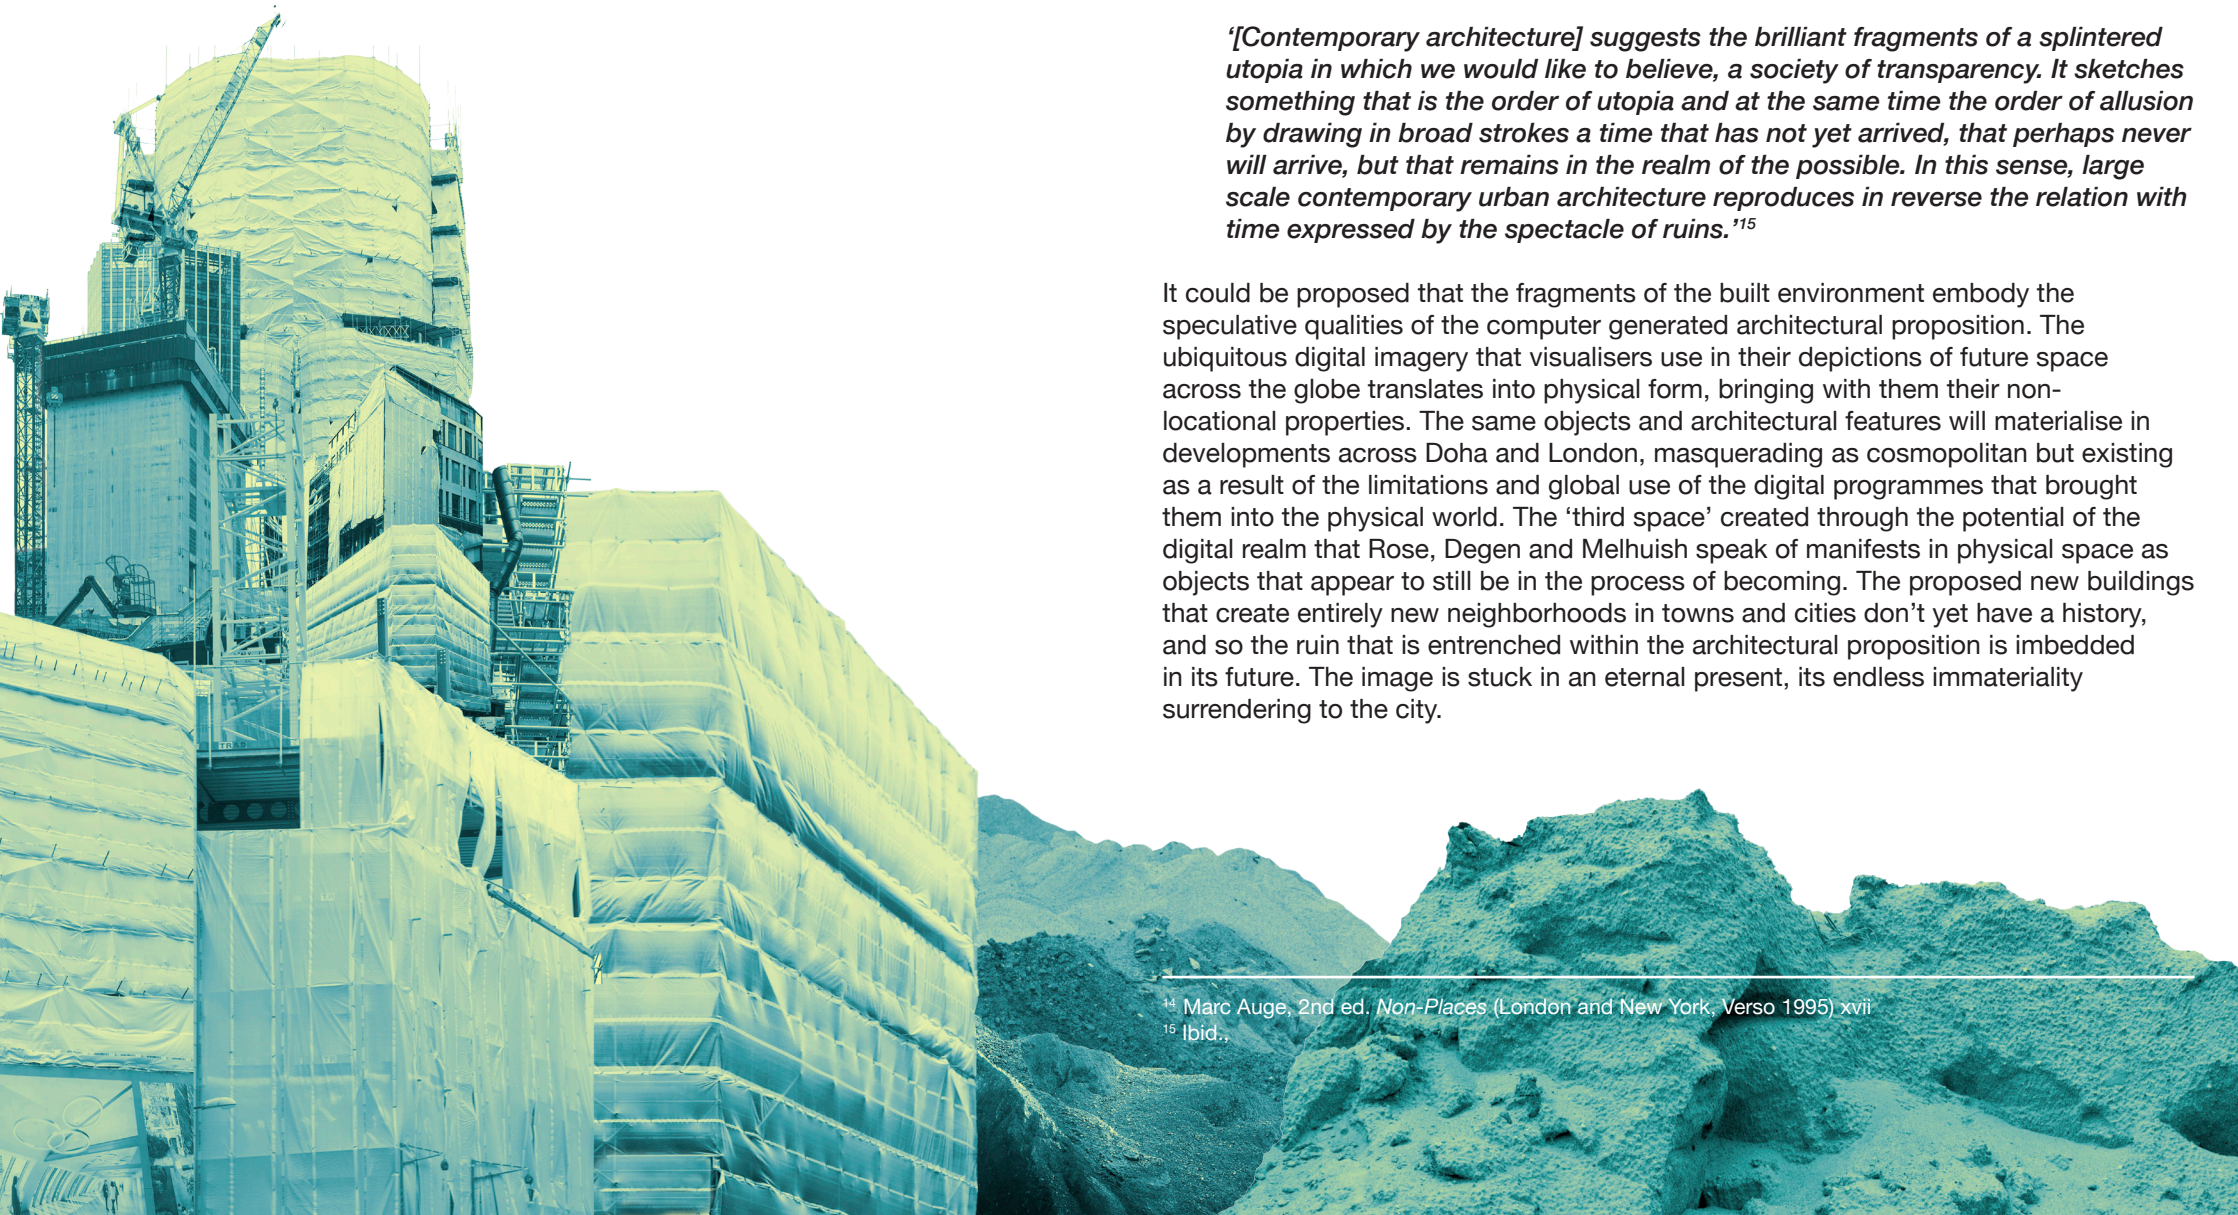 ‘[Contemporary architecture] suggests the brilliant fragments of a splintered
utopia in which we would like to believe, a society of transparency. It sketches
something that is the order of utopia and at the same time the order of allusion
by drawing in broad strokes a time that has not yet arrived, that perhaps never
will arrive, but that remains in the realm of the possible. In this sense, large
scale contemporary urban architecture reproduces in reverse the relation with
time expressed by the spectacle of ruins.’15
It could be proposed that the fragments of the built environment embody the
speculative qualities of the computer generated architectural proposition. The
ubiquitous digital imagery that visualisers use in their depictions of future space
across the globe translates into physical form, bringing with them their non-
locational properties. The same objects and architectural features will materialise in
developments across Doha and London, masquerading as cosmopolitan but existing
as a result of the limitations and global use of the digital programmes that brought
them into the physical world. The ‘third space’ created through the potential of the
digital realm that Rose, Degen and Melhuish speak of manifests in physical space as
objects that appear to still be in the process of becoming. The proposed new buildings
that create entirely new neighborhoods in towns and cities don’t yet have a history,
and so the ruin that is entrenched within the architectural proposition is imbedded
in its future. The image is stuck in an eternal present, its endless immateriality
surrendering to the city.
14 Marc Auge, 2nd ed. Non-Places (London and New York, Verso 1995) xvii
15 Ibid.,